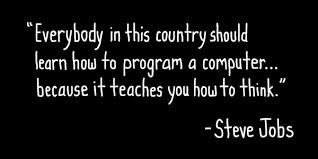 "Everybody in this country should
learn how to program a computer...
because it teaches you how to think."
- Steve Jobs